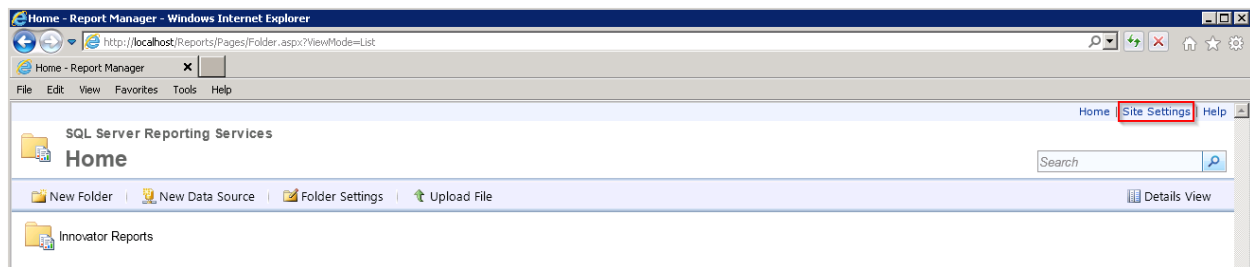 Home - Report Manager - Windows Internet Explorer
http://localhost/Reports/Pages/Folder.aspx?ViewMode=List
Home - Report Manager
File Edit View Favorites Tools Help
Home | Site Settings | Help
SQL Server Reporting Services
Home
Search
New Folder New Data Source Folder Settings Upload File Details View
Innovator Reports